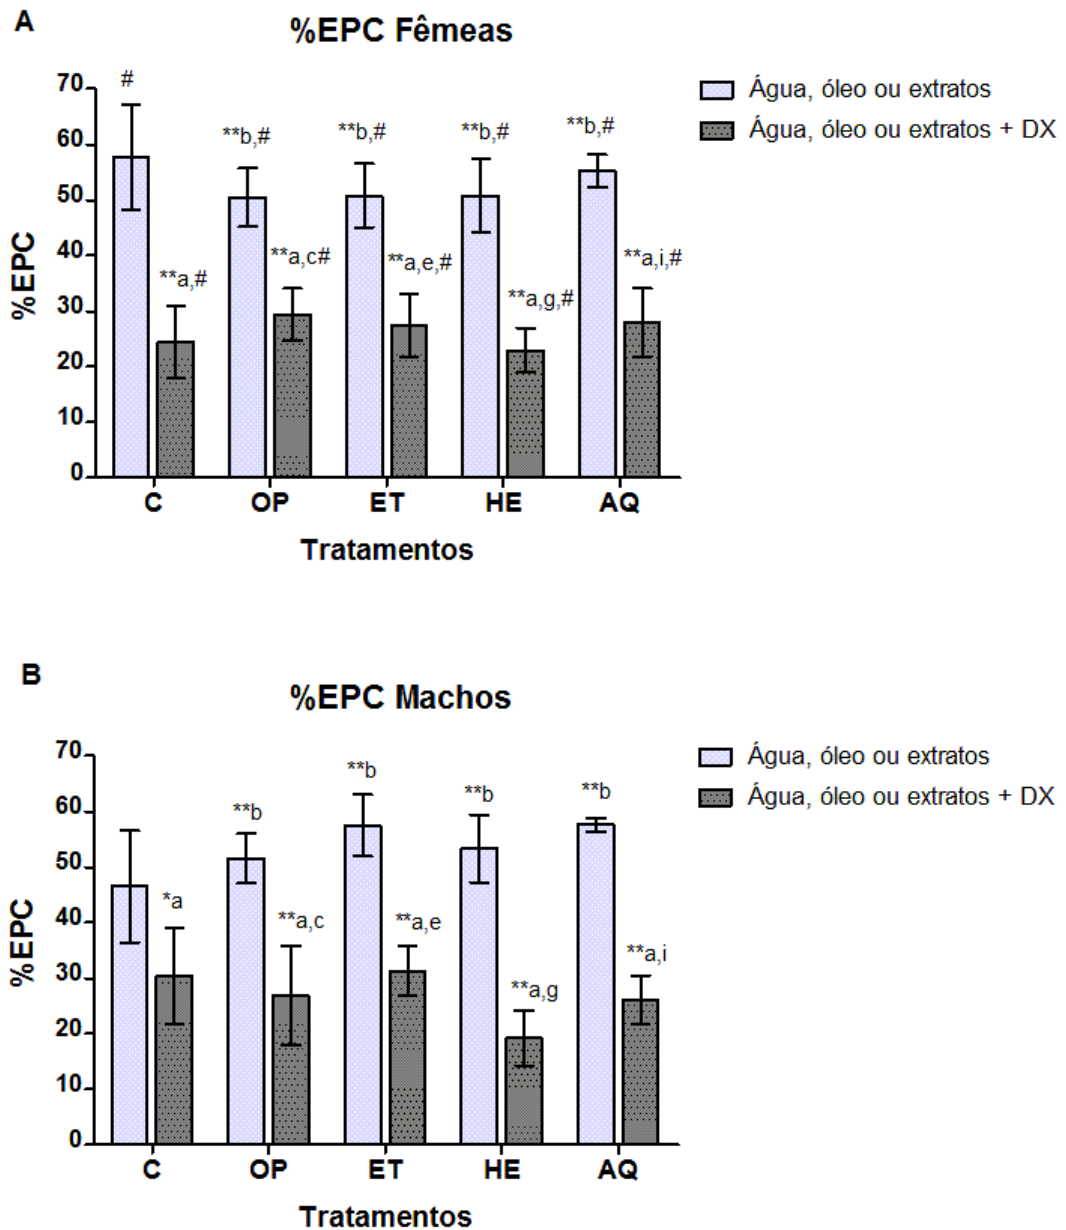 A
%EPC Fêmeas
Água, óleo ou extratos
Água, óleo ou extratos + DX
%EPC
70
60
50
40
30
20
10
0
#
**a,#
**b,#
**a,c#
**b,#
**a,e,#
**b,#
**a,g,#
**b,#
**a,i,#
C OP ET HE AQ
Tratamentos
B
%EPC Machos
Água, óleo ou extratos
Água, óleo ou extratos + DX
%EPC
70
60
50
40
30
20
10
0
*a
**b
**a,c
**b
**a,e
**b
**a,g
**b
**a,i
C OP ET HE AQ
Tratamentos